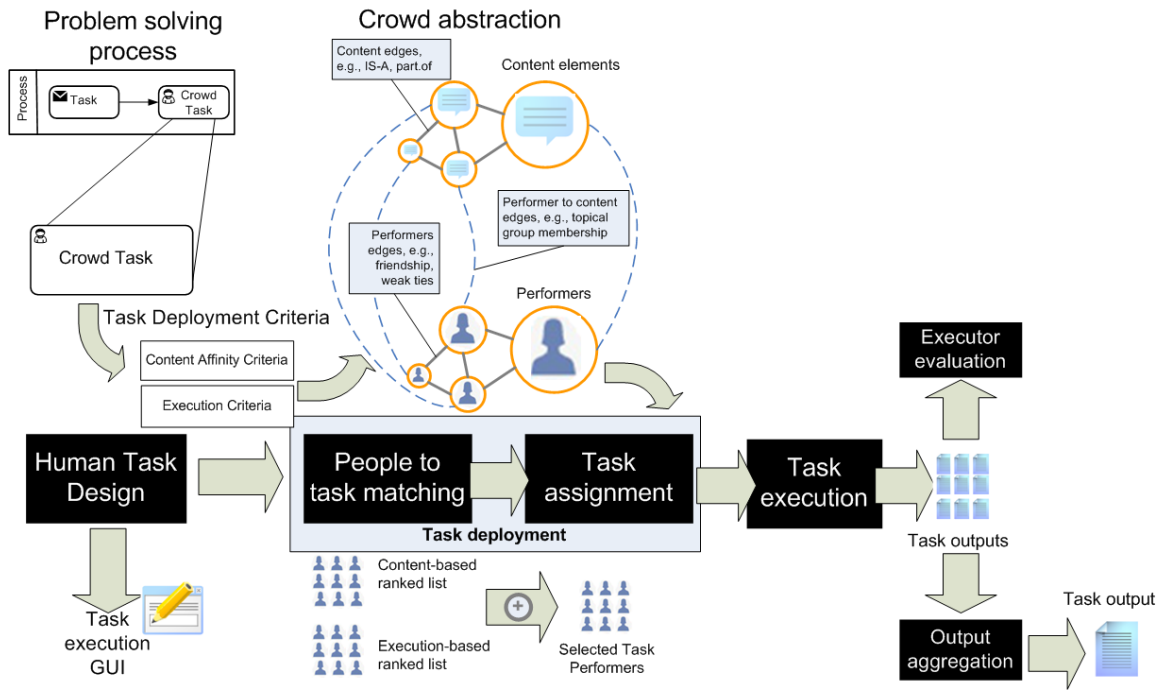 Problem solving
process
Process
Task
Crowd
Task
Crowd Task
Crowd abstraction
Content edges,
e.g., IS-A, part.of
Content elements
Performer to content
edges, e.g., topical
group membership
Performers
edges, e.g.,
friendship,
weak ties
Performers
Task Deployment Criteria
Content Affinity Criteria
Execution Criteria
Human Task
Design
People to
task matching
Task
assignment
Task deployment
Task
execution
Executor
evaluation
Task outputs
Output
aggregation
Task output
Task
execution
GUI
Content-based
ranked list
Execution-based
ranked list
Selected Task
Performers